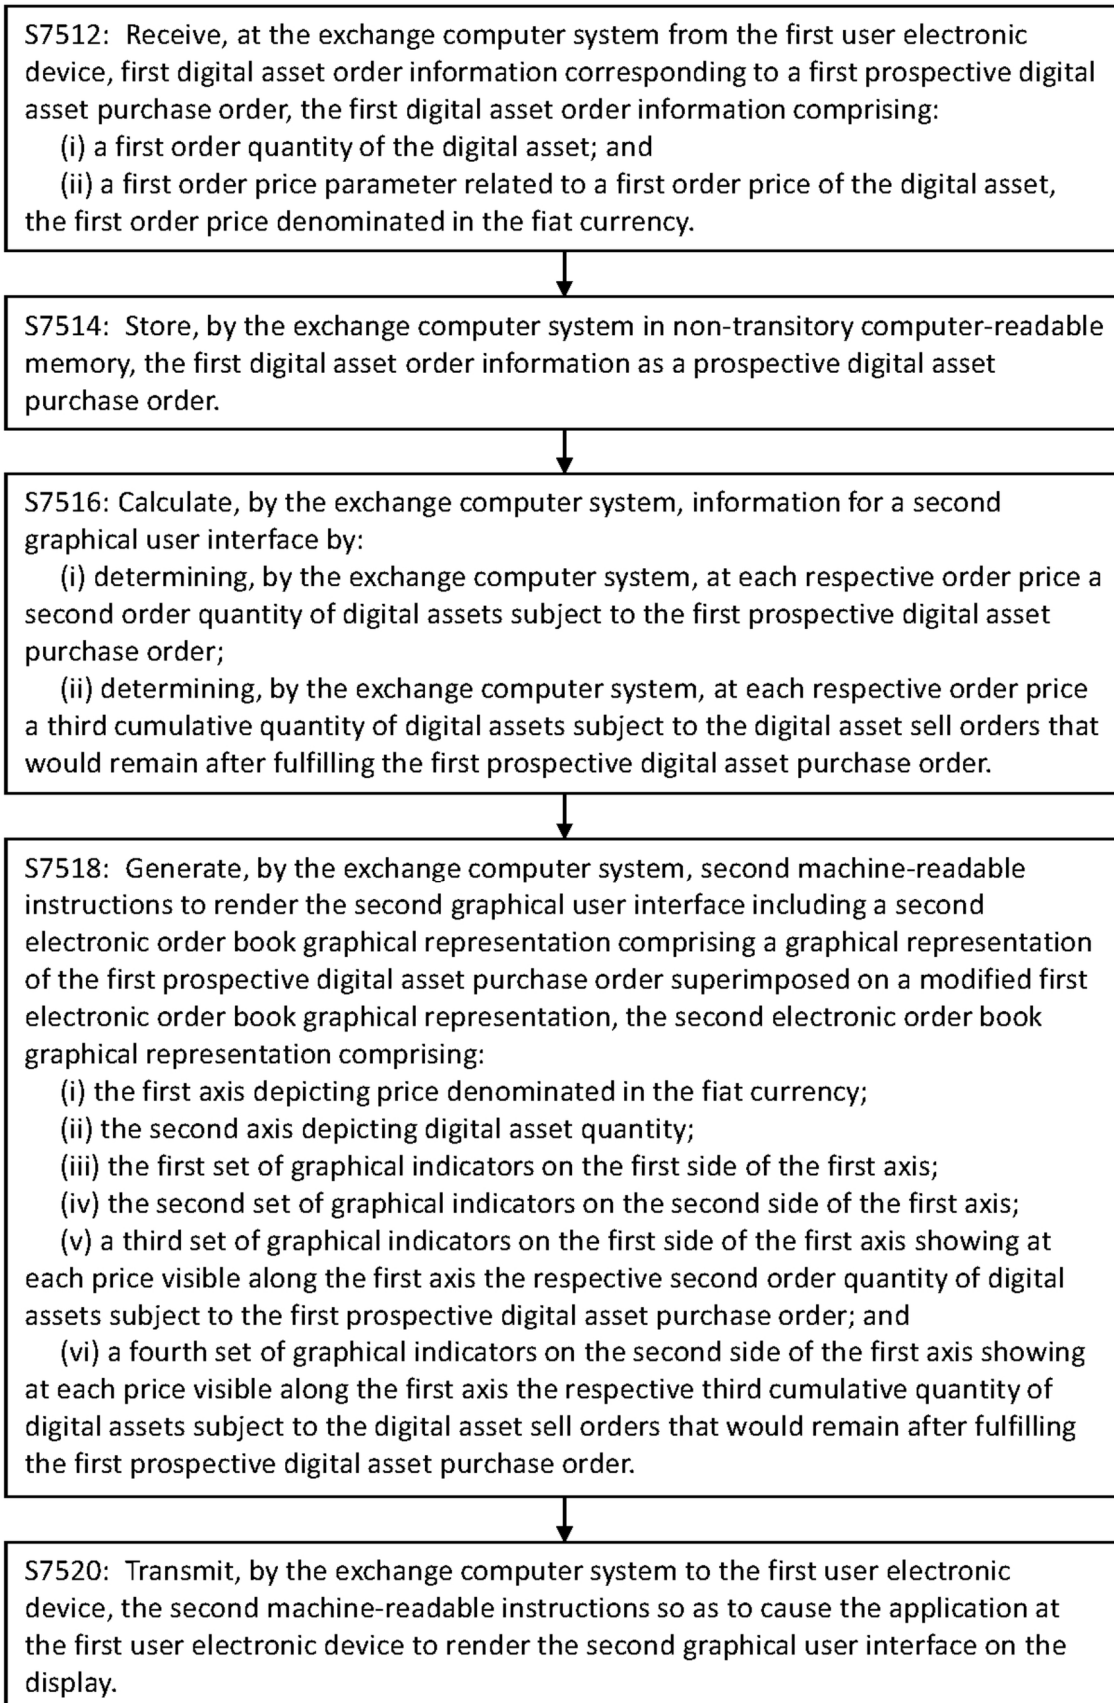 S7512:  Receive, at the exchange computer system from the first user electronic
device, first digital asset order information corresponding to a first prospective digital
asset purchase order, the first digital asset order information comprising:
(i) a first order quantity of the digital asset; and
(ii) a first order price parameter related to a first order price of the digital asset,
the first order price denominated in the fiat currency.
S7514:  Store, by the exchange computer system in non-transitory computer-readable
memory, the first digital asset order information as a prospective digital asset
purchase order.
S7516: Calculate, by the exchange computer system, information for a second
graphical user interface by:
(i) determining, by the exchange computer system, at each respective order price a
second order quantity of digital assets subject to the first prospective digital asset
purchase order;
(ii) determining, by the exchange computer system, at each respective order price
a third cumulative quantity of digital assets subject to the digital asset sell orders that
would remain after fulfilling the first prospective digital asset purchase order.
S7518:  Generate, by the exchange computer system, second machine-readable
instructions to render the second graphical user interface including a second
electronic order book graphical representation comprising a graphical representation
of the first prospective digital asset purchase order superimposed on a modified first
electronic order book graphical representation, the second electronic order book
graphical representation comprising:
(i) the first axis depicting price denominated in the fiat currency;
(ii) the second axis depicting digital asset quantity;
(iii) the first set of graphical indicators on the first side of the first axis;
(iv) the second set of graphical indicators on the second side of the first axis;
(v) a third set of graphical indicators on the first side of the first axis showing at
each price visible along the first axis the respective second order quantity of digital
assets subject to the first prospective digital asset purchase order; and
(vi) a fourth set of graphical indicators on the second side of the first axis showing
at each price visible along the first axis the respective third cumulative quantity of
digital assets subject to the digital asset sell orders that would remain after fulfilling
the first prospective digital asset purchase order.
S7520:  Transmit, by the exchange computer system to the first user electronic
device, the second machine-readable instructions so as to cause the application at
the first user electronic device to render the second graphical user interface on the
display.